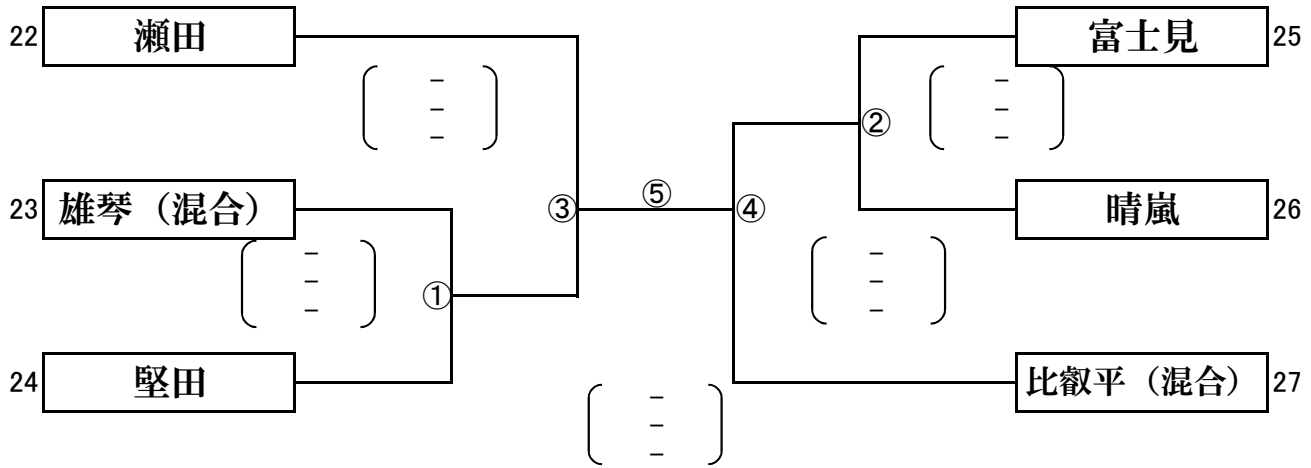 22 瀬田
富士見 25
－ － －
－ － －
②
23 雄琴（混合）
③ ⑤ ④
晴嵐 26
－ － －
－ － －
①
24 堅田
比叡平（混合） 27
－ － －